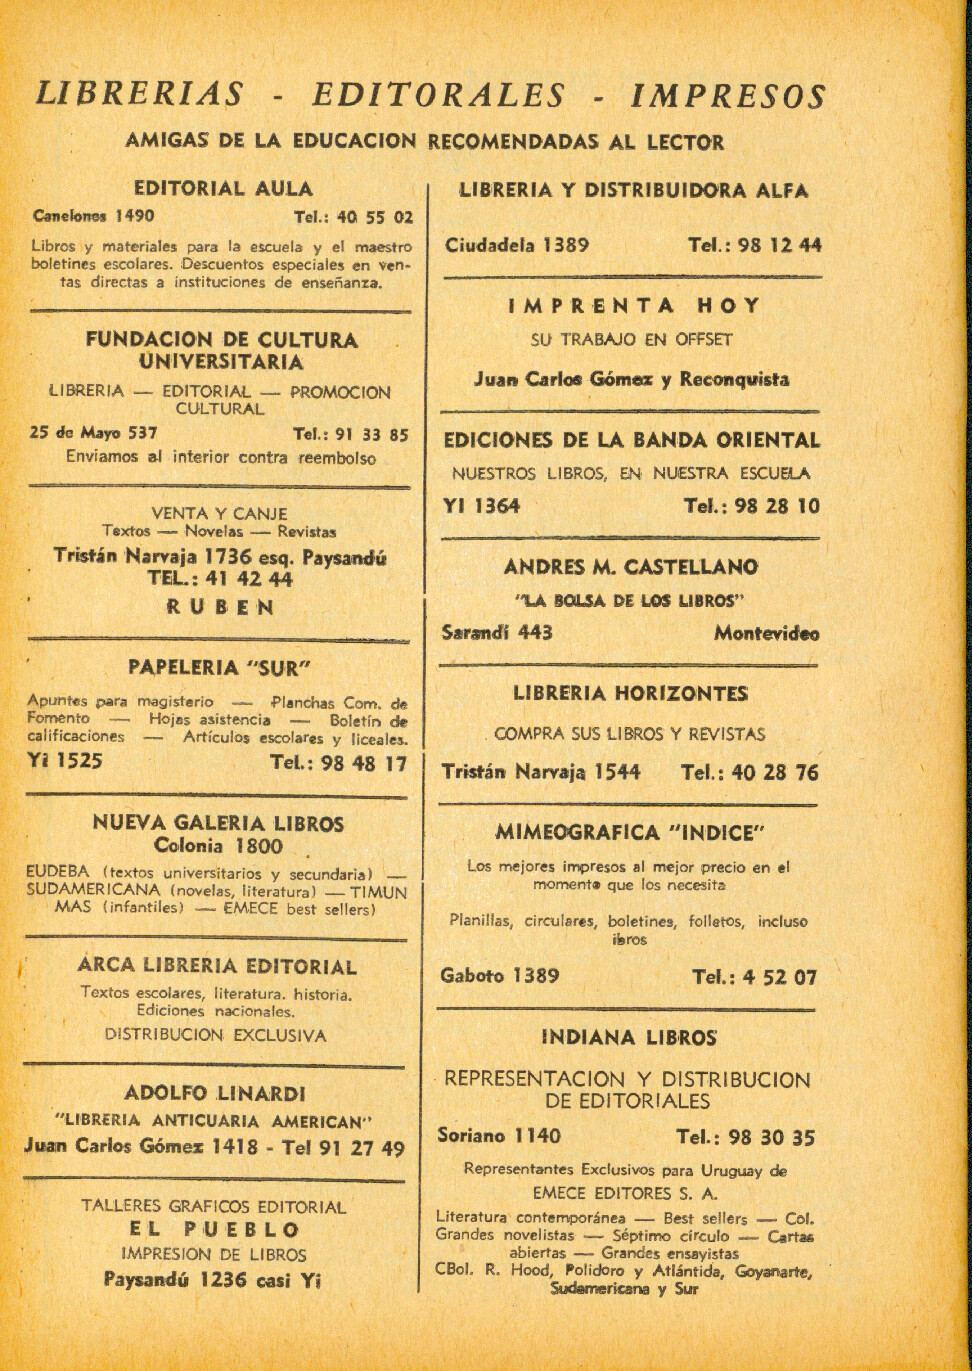 LIBRERIAS - EDITORALES - IMPRESOS
AMIGAS DE LA EDUCACION RECOMENDADAS AL LECTOR
EDITORIAL AULA
Canelones 1490 Tel.: 40 55 02
Libros y materiales para la escuela y el maestro
boletines escolares. Descuentos especiales en ven-
tas directas a instituciones de enseñanza.
FUNDACION DE CULTURA
UNIVERSITARIA
LIBRERIA — EDITORIAL — PROMOCION
CULTURAL
25 de Mayo 537 Tel.: 91 33 85
Enviamos al interior contra reembolso
VENTA Y CANJE
Textos — Novelas — Revistas
Tristán Narvaja 1736 esq. Paysandú
TEL.: 41 42 44
RUBEN
PAPELERIA "SUR"
Apuntes para magisterio — Planchas Com. de
Fomento — Hojas asistencia — Boletín de
calificaciones — Artículos escolares y liceales.
Yi 1525 Tel.: 98 48 17
NUEVA GALERIA LIBROS
Colonia 1800
EUDEBA (textos universitarios y secundaria) —
SUDAMERICANA (novelas, literatura) — TIMUN
MAS (infantiles) — EMECE best sellers)
ARCA LIBRERIA EDITORIAL
Textos escolares, literatura. historia.
Ediciones nacionales.
DISTRIBUCION EXCLUSIVA
ADOLFO LINARDI
"LIBRERIA ANTICUARIA AMERICAN"
Juan Carlos Gómez 1418 - Tel 91 27 49
TALLERES GRAFICOS EDITORIAL
EL PUEBLO
IMPRESION DE LIBROS
Paysandú 1236 casi Yi
LIBRERIA Y DISTRIBUIDORA ALFA
Ciudadela 1389 Tel.: 98 12 44
IMPRENTA HOY
SU TRABAJO EN OFFSET
Juan Carlos Gómez y Reconquista
EDICIONES DE LA BANDA ORIENTAL
NUESTROS LIBROS, EN NUESTRA ESCUELA
YI 1364 Tel.: 98 28 10
ANDRES M. CASTELLANO
"LA BOLSA DE LOS LIBROS"
Sarandí 443 Montevideo
LIBRERIA HORIZONTES
COMPRA SUS LIBROS Y REVISTAS
Tristán Narvaja 1544 Tel.: 40 28 76
MIMEOGRAFICA "INDICE"
Los mejores impresos al mejor precio en el
momento que los necesita
Planillas, circulares, boletines, folletos, incluso
ibros
Gaboto 1389 Tel.: 4 52 07
INDIANA LIBROS
REPRESENTACION Y DISTRIBUCION
DE EDITORIALES
Soriano 1140 Tel.: 98 30 35
Representantes Exclusivos para Uruguay de
EMECE EDITORES S. A.
Literatura contemporánea — Best sellers — Col.
Grandes novelistas — Séptimo círculo — Cartas
abiertas — Grandes ensayistas
CBol. R. Hood, Polidoro y Atlántida, Goyanarte,
Sudamericana y Sur